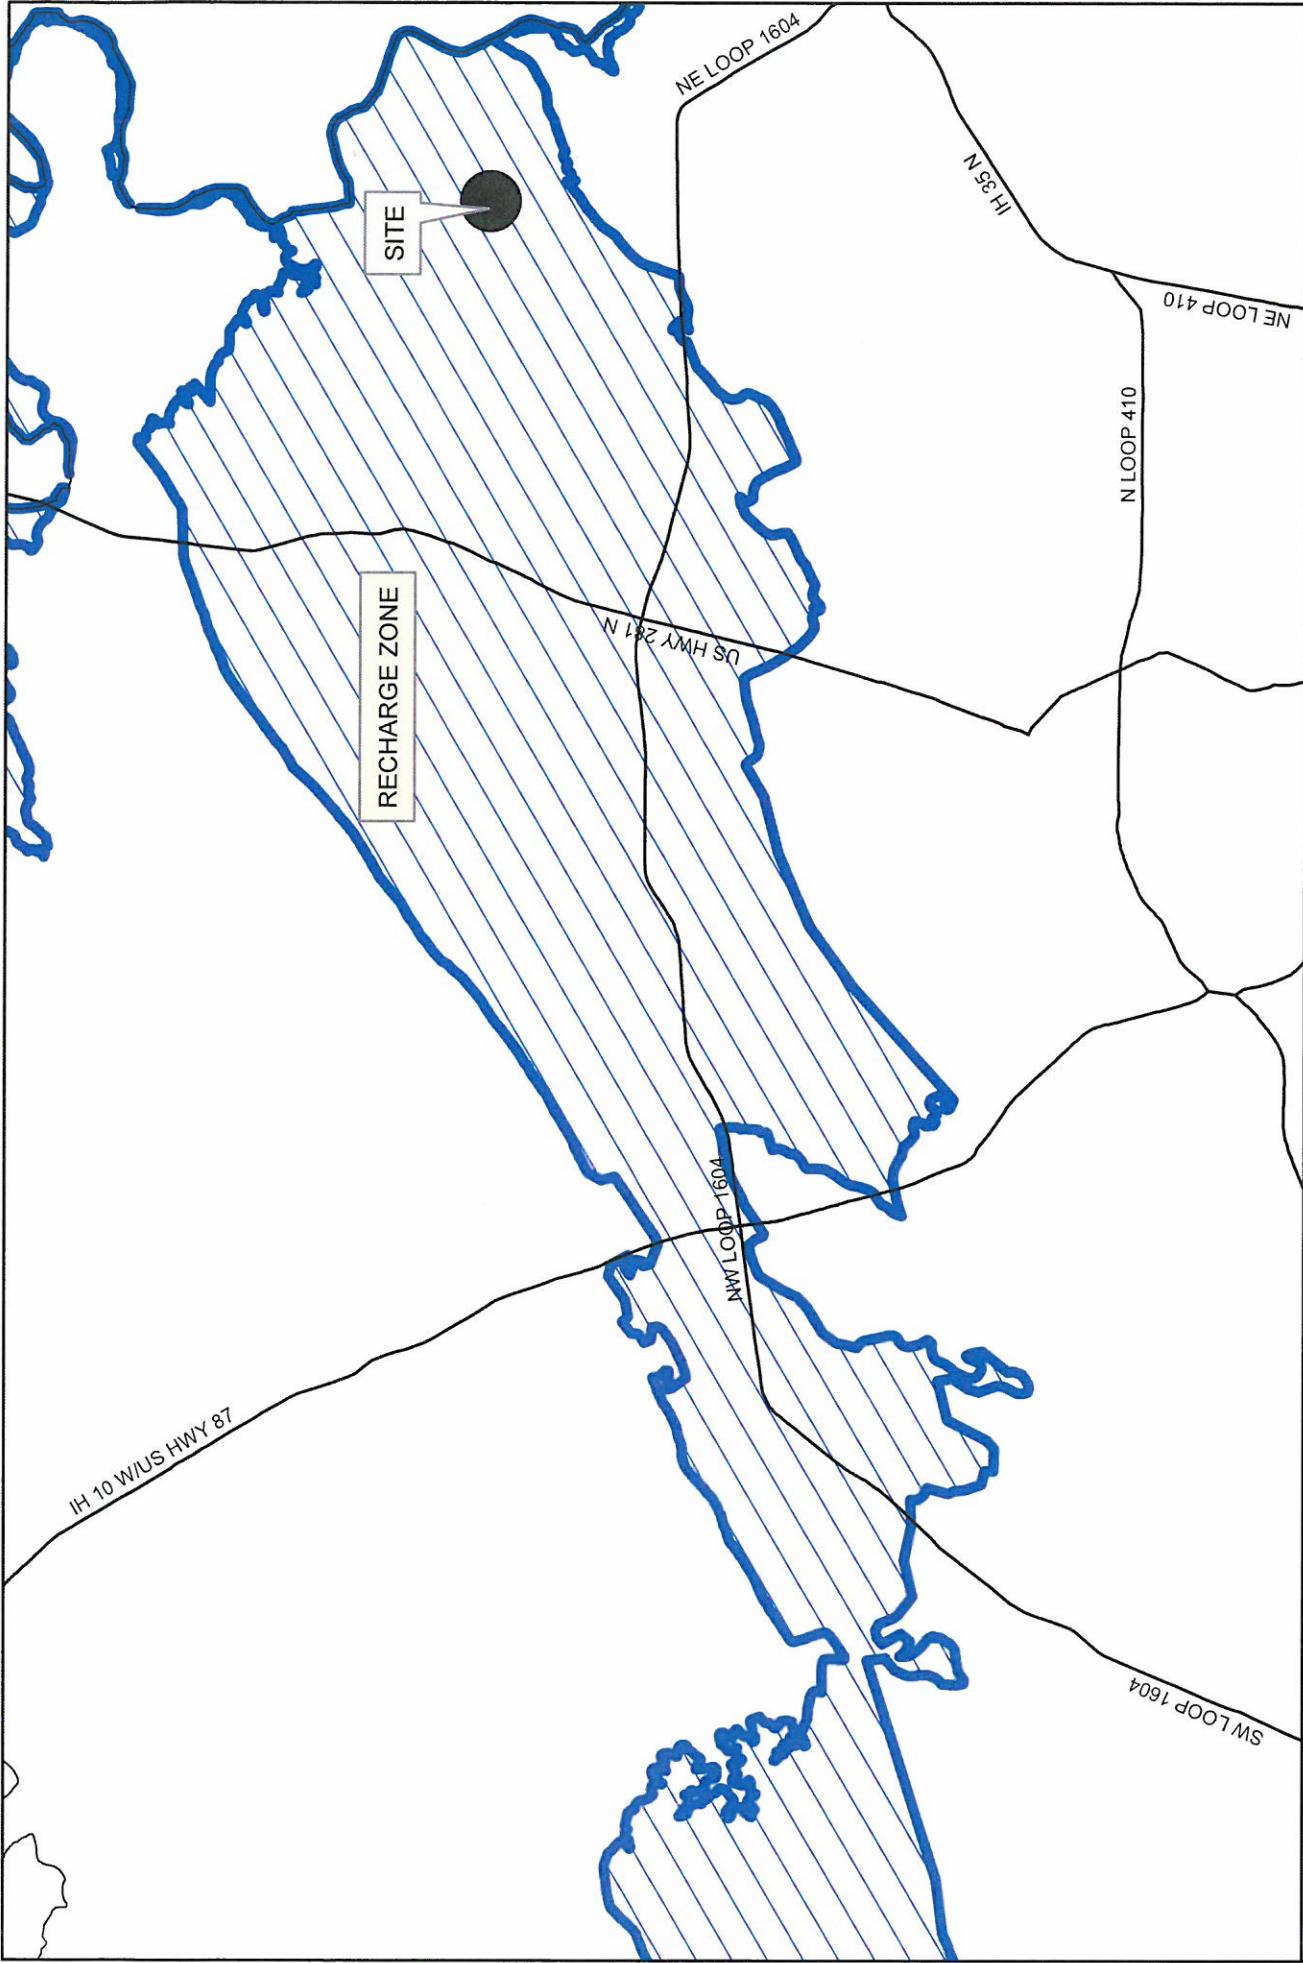 IH 10 W/US HWY 87
RECHARGE ZONE
SITE
US HWY 281 N
NE LOOP 1604
NW LOOP 1604
IH 35 N
SW LOOP 1604
N LOOP 410
NE LOOP 410